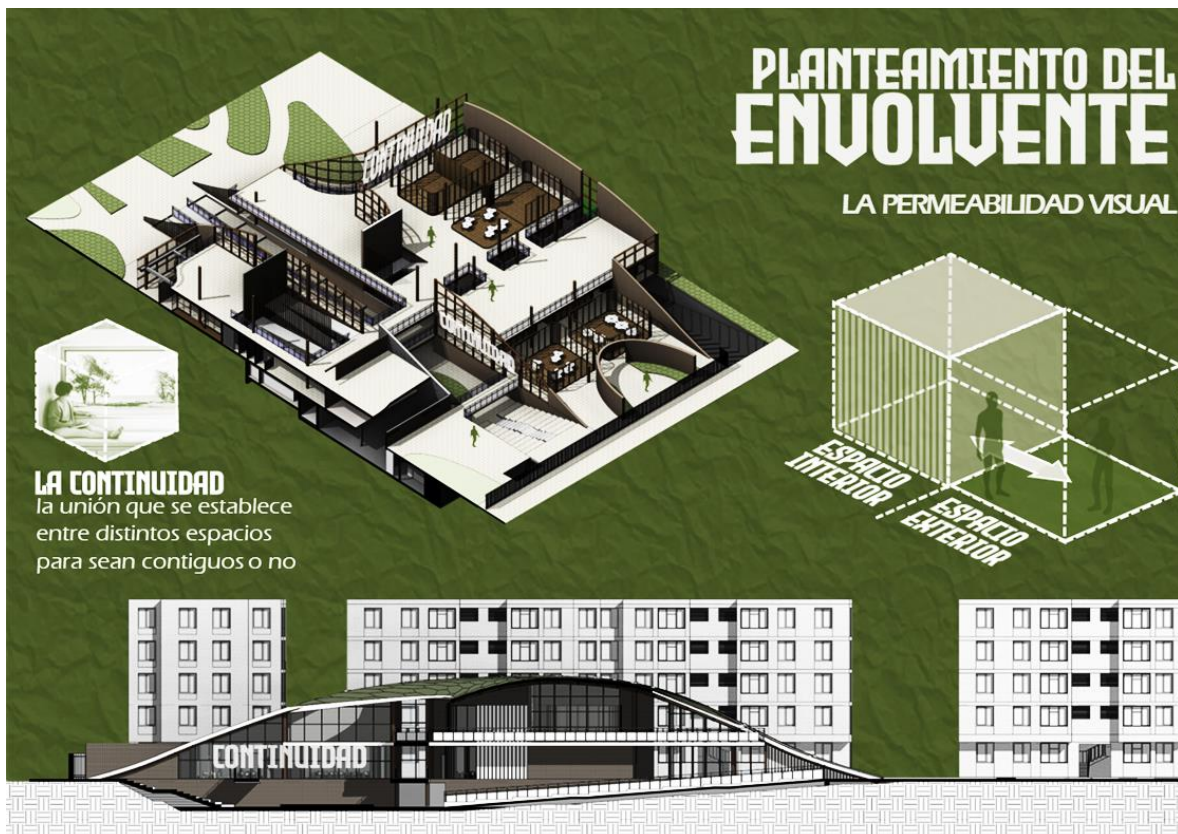 PLANTEAMIENTO DEL
ENVOLVENTE
LA PERMEABILIDAD VISUAL
CONTINUIDAD
CONTINUIDAD
LA CONTINUIDAD
la unión que se establece
entre distintos espacios
para sean contiguos o no
ESPACIO
INTERIOR
ESPACIO
EXTERIOR
CONTINUIDAD